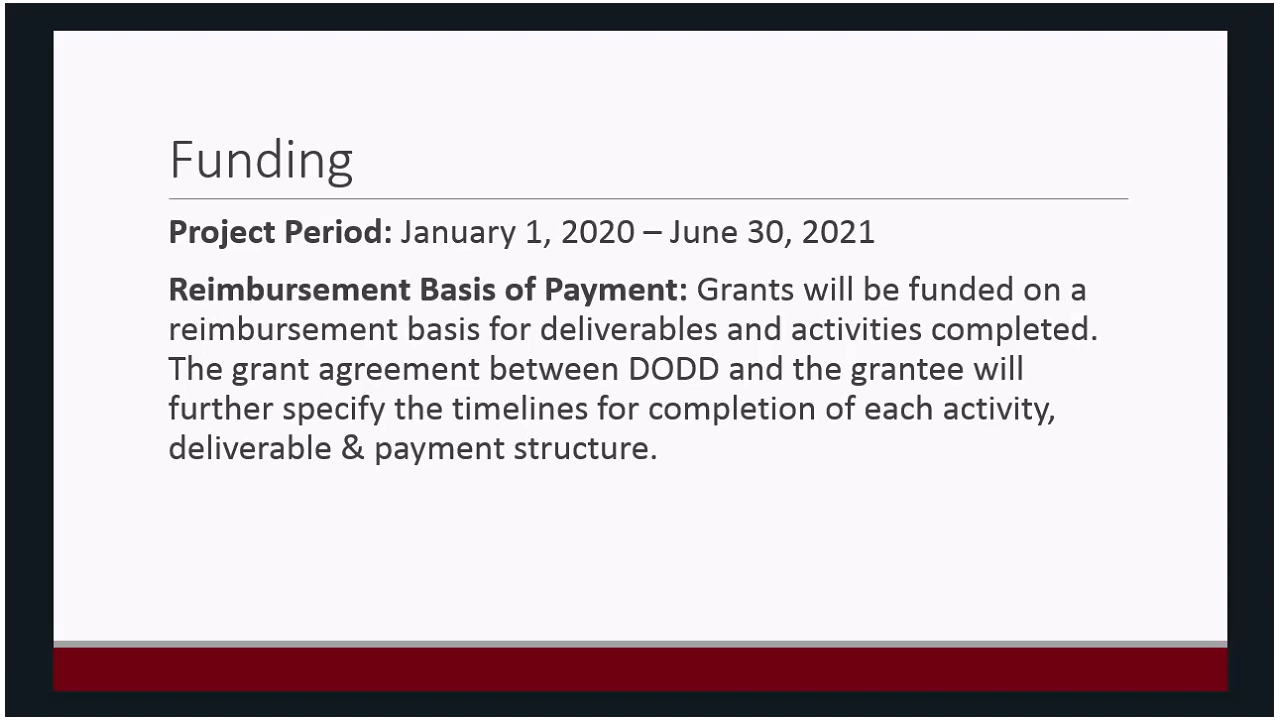 Funding
Project Period: January 1, 2020 – June 30, 2021
Reimbursement Basis of Payment: Grants will be funded on a
reimbursement basis for deliverables and activities completed.
The grant agreement between DODD and the grantee will
further specify the timelines for completion of each activity,
deliverable & payment structure.